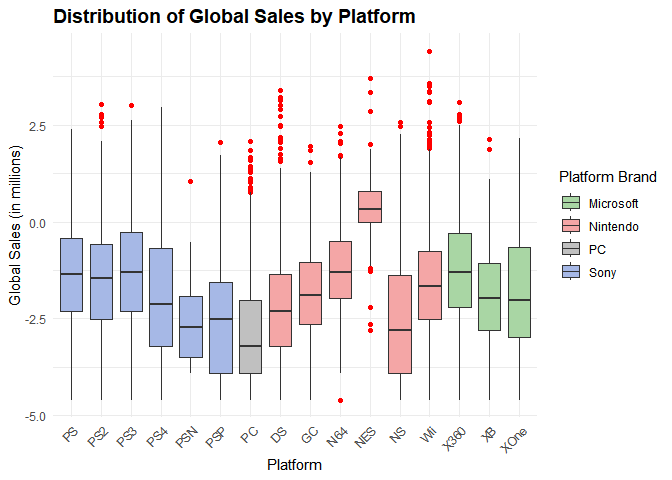 Distribution of Global Sales by Platform
Global Sales (in millions)
2.5
0.0
-2.5
-5.0
PS
PS2
PS3
PS4
PSN
PSP
PC
DS
GC
N64
NES
NS
Wii
X360
XB
XOne
Platform
Platform Brand
Microsoft
Nintendo
PC
Sony